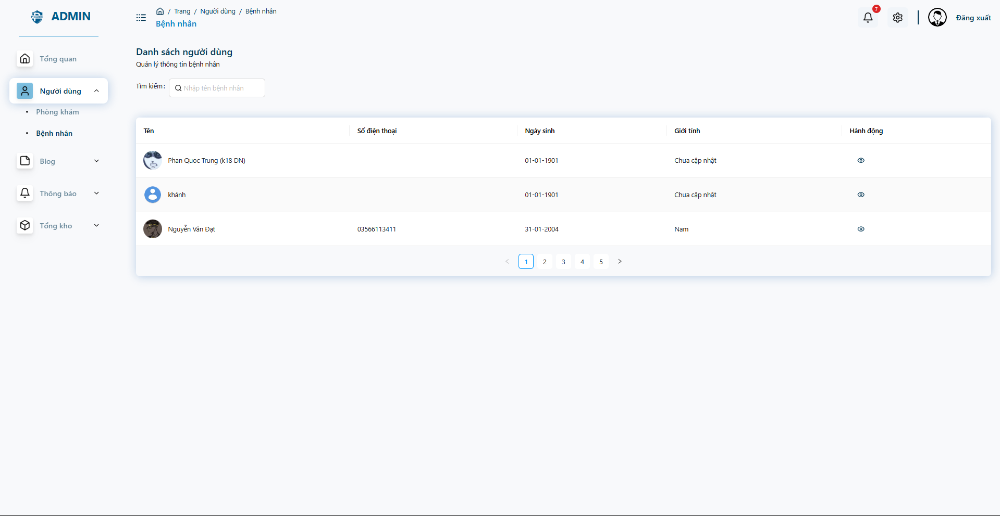 ADMIN
Tổng quan
Người dùng
Phòng khám
Bệnh nhân
Blog
Thông báo
Tổng kho
/ Trang / Người dùng / Bệnh nhân
Bệnh nhân
7
Đăng xuất
Danh sách người dùng
Quản lý thông tin bệnh nhân
Tìm kiếm: Nhập tên bệnh nhân
Tên Số điện thoại Ngày sinh Giới tính Hành động
Phan Quoc Trung (k18 DN) 01-01-1901 Chưa cập nhật
khánh 01-01-1901 Chưa cập nhật
Nguyễn Văn Đạt 03566113411 31-01-2004 Nam
< 1 2 3 4 5 >